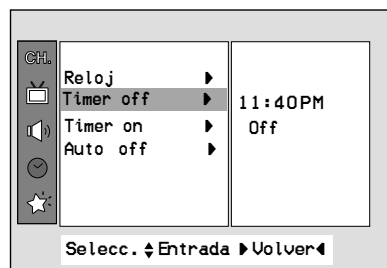 CH.
Reloj
Timer off
Timer on
Auto off
11:40PM
Off
Selecc. Entrada Volver